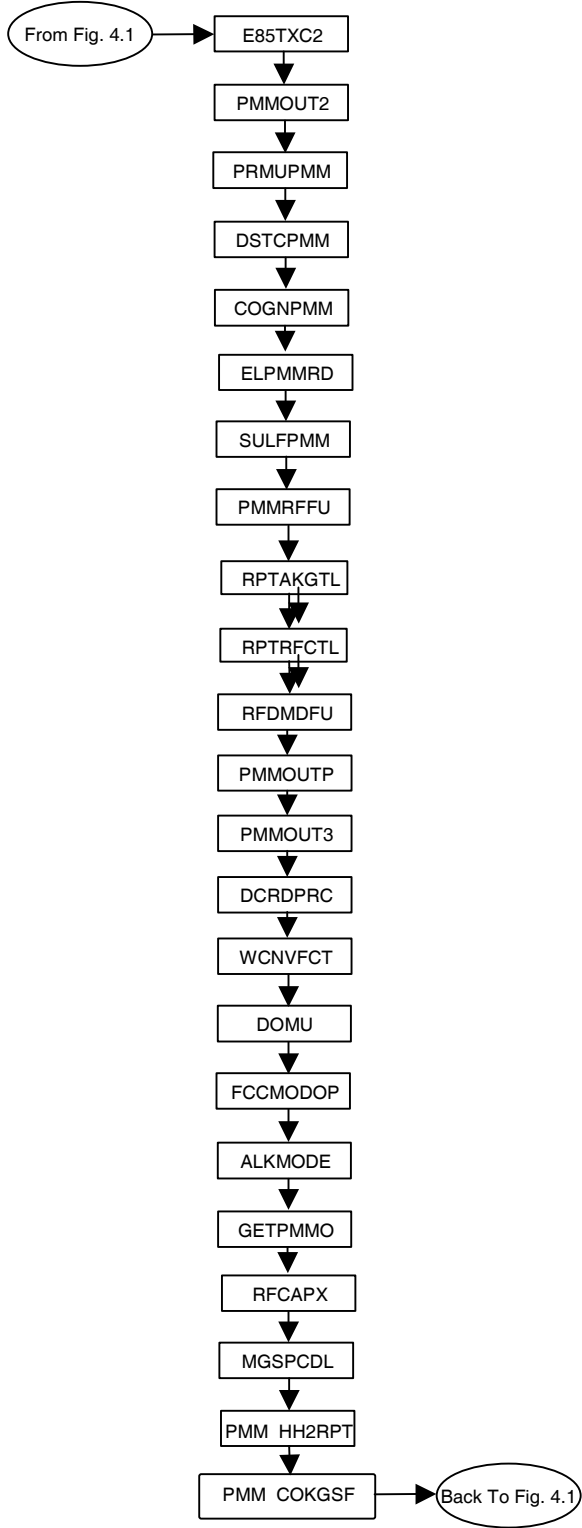 From Fig. 4.1
E85TXC2
PMMOUT2
PRMUPMM
DSTCPMM
COGNPMM
ELPMMRD
SULFPMM
PMMRFFU
RPTAKGTL
RPTRFCTL
RFDMDFU
PMMOUTP
PMMOUT3
DCRDPRC
WCNVFCT
DOMU
FCCMODOP
ALKMODE
GETPMMO
RFCAPX
MGSPCDL
PMM HH2RPT
PMM COKGSF
Back To Fig. 4.1